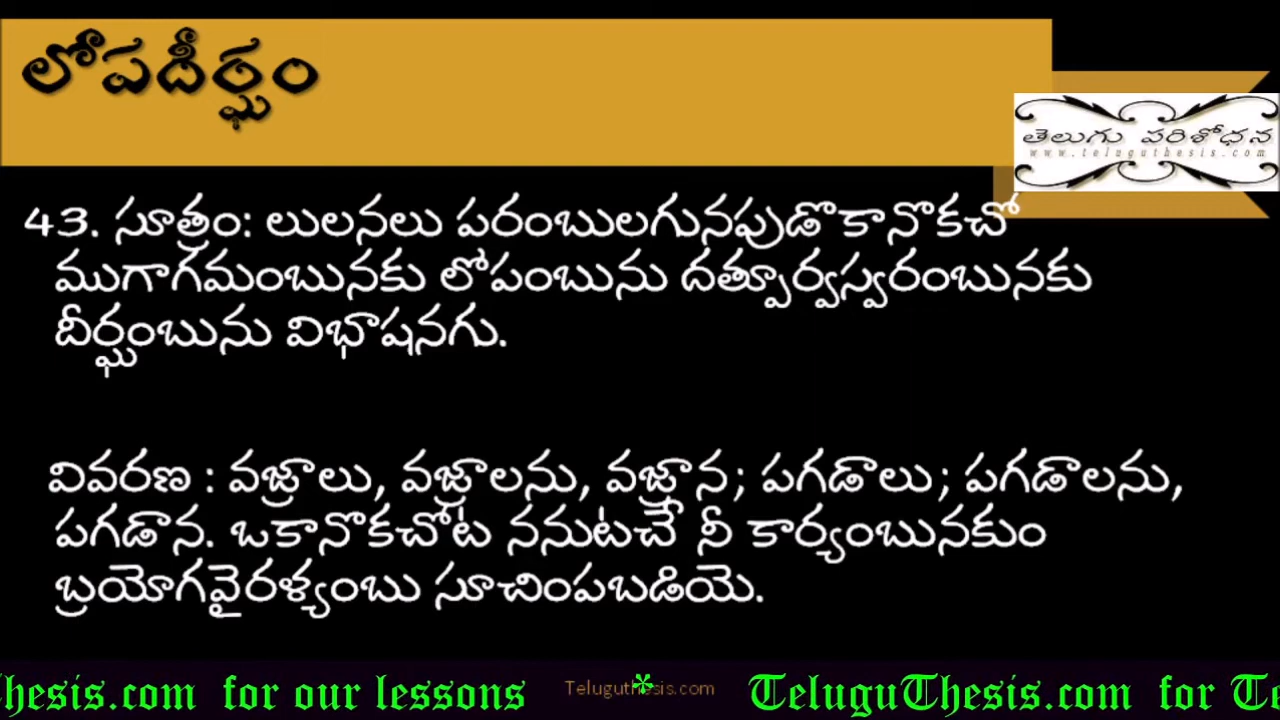 లోపదీర్ఘం
తెలుగు పరిశోధన
www.teluguthesis.com
43. సూత్రం: లులనలు పరంబులగునపుడొకానొకచో
ముగాగమంబునకు లోపంబును దత్పూర్వస్వరంబునకు
దీర్ఘంబును విభాషనగు.
వివరణ : వజ్రాలు, వజ్రాలను, వజ్రాన; పగడాలు; పగడాలను,
పగడాన. ఒకానొకచోట ననుటచే నీ కార్యంబునకుం
బ్రయోగవైరళ్యంబు సూచింపబడియె.
Thesis.com for our lessons * TeluguThesis.com for Te
Teluguthesis.com